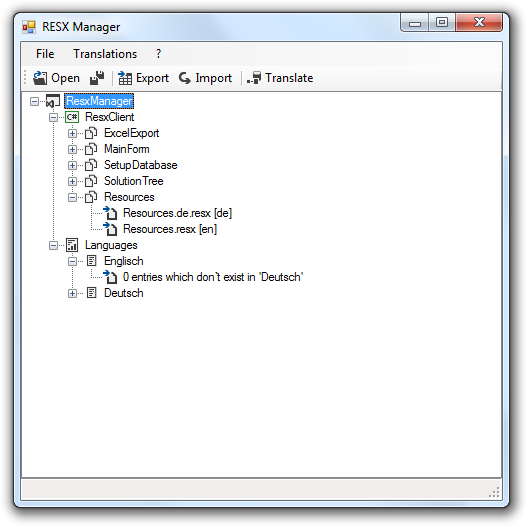 RESX Manager
File Translations ?
Open Export Import Translate
ResxManager
C# ResxClient
ExcelExport
MainForm
SetupDatabase
SolutionTree
Resources
Resources.de.resx [de]
Resources.resx [en]
Languages
Englisch
0 entries which don`t exist in 'Deutsch'
Deutsch